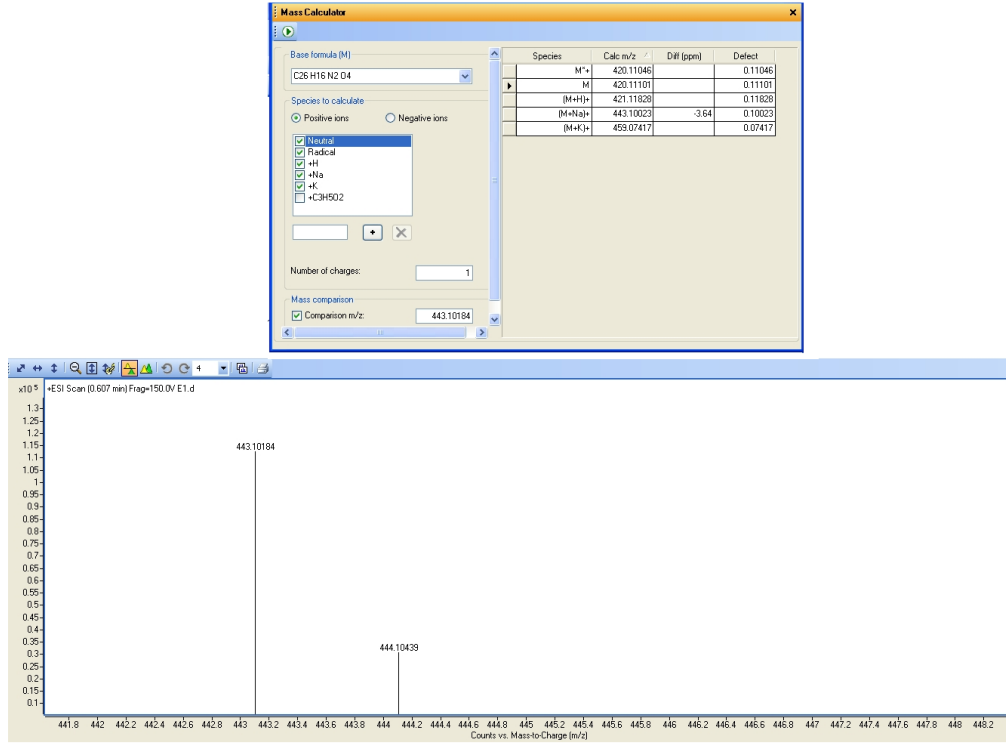 Mass Calculator
Base formula (M)
C26 H16 N2 O4
Species to calculate
Positive ions Negative ions
Neutral
Radical
+H
+Na
+K
+C3H5O2
Number of charges: 1
Mass comparison
Comparison m/z: 443.10184
Species Calc m/z Diff (ppm) Defect
M*+ 420.11046 0.11046
M 420.11101 0.11101
(M+H)+ 421.11828 0.11828
(M+Na)+ 443.10023 -3.64 0.10023
(M+K)+ 459.07417 0.07417
4
x10 5 +ESI Scan (0.607 min) Frag=150.0V E1.d
1.3
1.25
1.2
1.15
1.1
1.05
1
0.95
0.9
0.85
0.8
0.75
0.7
0.65
0.6
0.55
0.5
0.45
0.4
0.35
0.3
0.25
0.2
0.15
0.1
443.10184
444.10439
441.8 442 442.2 442.4 442.6 442.8 443 443.2 443.4 443.6 443.8 444 444.2 444.4 444.6 444.8 445 445.2 445.4 445.6 445.8 446 446.2 446.4 446.6 446.8 447 447.2 447.4 447.6 447.8 448 448.2
Counts vs. Mass-to-Charge (m/z)